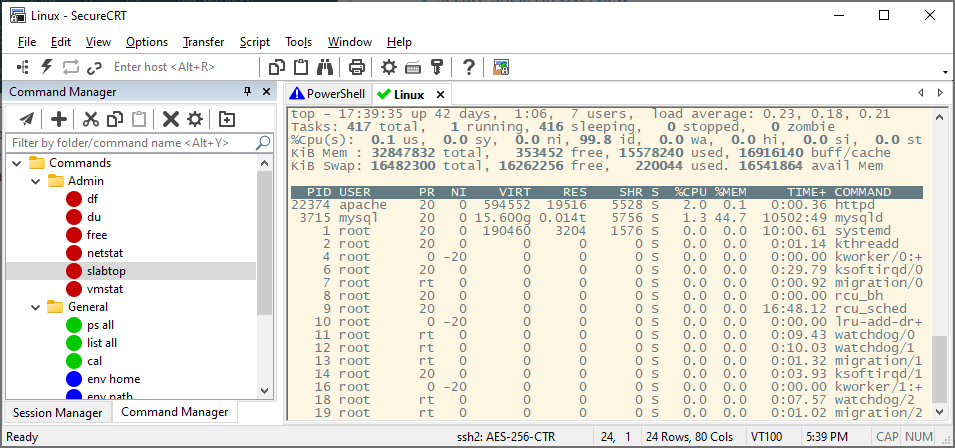 Linux - SecureCRT
File Edit View Options Transfer Script Tools Window Help
Enter host <Alt+R>
Command Manager
PowerShell
Linux
Filter by folder/command name <Alt+Y>
Commands
Admin
df
du
free
netstat
slabtop
vmstat
General
ps all
list all
cal
env home
env path
Session Manager
Command Manager
top - 17:39:35 up 42 days, 1:06, 7 users, load average: 0.23, 0.18, 0.21
Tasks: 417 total, 1 running, 416 sleeping, 0 stopped, 0 zombie
%Cpu(s): 0.1 us, 0.0 sy, 0.0 ni, 99.8 id, 0.0 wa, 0.0 hi, 0.0 si, 0.0 st
KiB Mem : 32847832 total, 353452 free, 15578240 used, 16916140 buff/cache
KiB Swap: 16482300 total, 16262256 free, 220044 used. 16541864 avail Mem
PID USER PR NI VIRT RES SHR S %CPU %MEM TIME+ COMMAND
22374 apache 20 0 594552 19516 5528 S 2.0 0.1 0:00.36 httpd
3715 mysql 20 0 15.600g 0.014t 5756 S 1.3 44.7 10502:49 mysqld
1 root 20 0 190460 3204 1576 S 0.0 0.0 10:00.61 systemd
2 root 20 0 0 0 0 S 0.0 0.0 0:01.14 kthreadd
4 root 0 -20 0 0 0 S 0.0 0.0 0:00.00 kworker/0:+
6 root 20 0 0 0 0 S 0.0 0.0 0:29.79 ksoftirqd/0
7 root rt 0 0 0 0 S 0.0 0.0 0:00.92 migration/0
8 root 20 0 0 0 0 S 0.0 0.0 0:00.00 rcu_bh
9 root 20 0 0 0 0 S 0.0 0.0 16:48.12 rcu_sched
10 root 0 -20 0 0 0 S 0.0 0.0 0:00.00 lru-add-dr+
11 root rt 0 0 0 0 S 0.0 0.0 0:09.43 watchdog/0
12 root rt 0 0 0 0 S 0.0 0.0 0:10.03 watchdog/1
13 root rt 0 0 0 0 S 0.0 0.0 0:01.32 migration/1
14 root 20 0 0 0 0 S 0.0 0.0 0:03.93 ksoftirqd/1
16 root 0 -20 0 0 0 S 0.0 0.0 0:00.00 kworker/1:+
18 root rt 0 0 0 0 S 0.0 0.0 0:07.57 watchdog/2
19 root rt 0 0 0 0 S 0.0 0.0 0:01.02 migration/2
Ready ssh2: AES-256-CTR 24, 1 24 Rows, 80 Cols VT100 5:39 PM CAP NUM